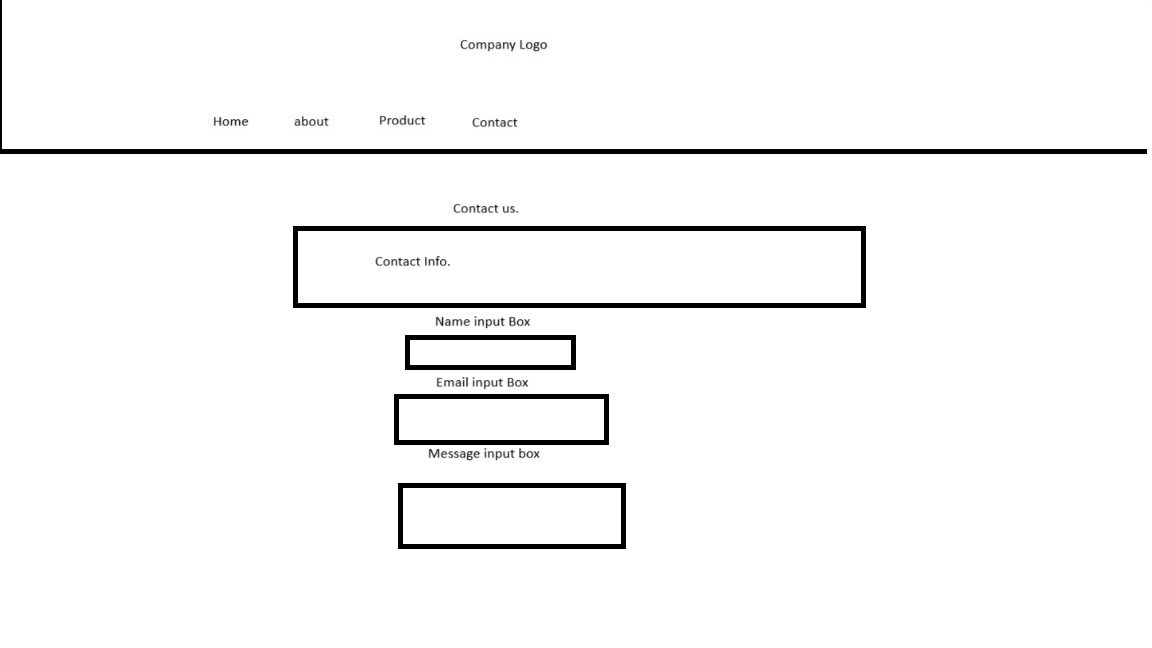 Company Logo
Home about Product Contact
Contact us.
Contact Info.
Name input Box
Email input Box
Message input box